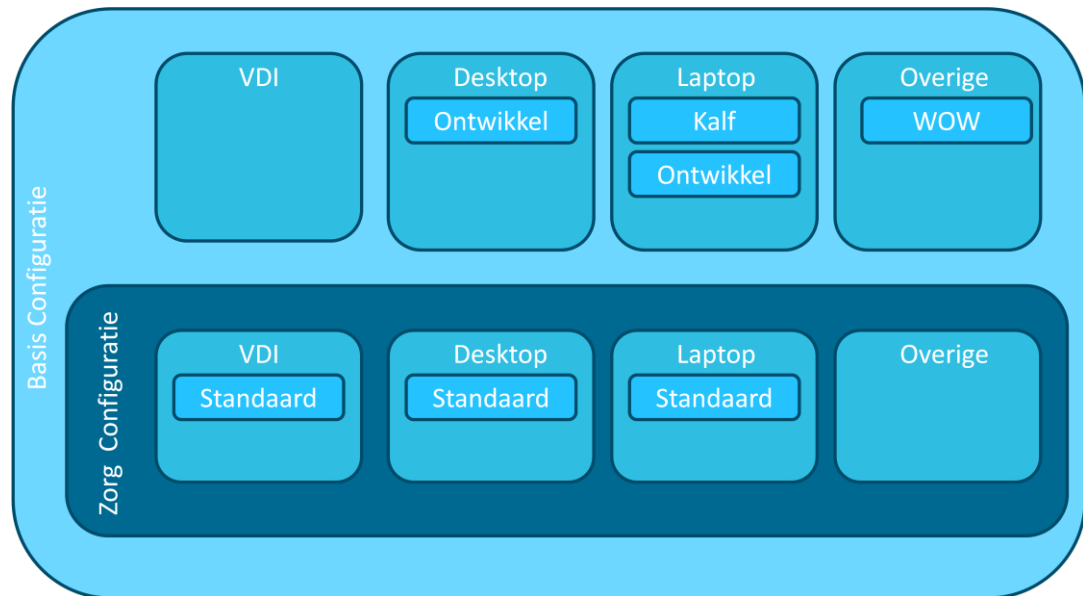 Basis Configuratie
VDI
Desktop
Ontwikkel
Laptop
Kalf
Ontwikkel
Overige
WOW
Zorg Configuratie
VDI
Standaard
Desktop
Standaard
Laptop
Standaard
Overige